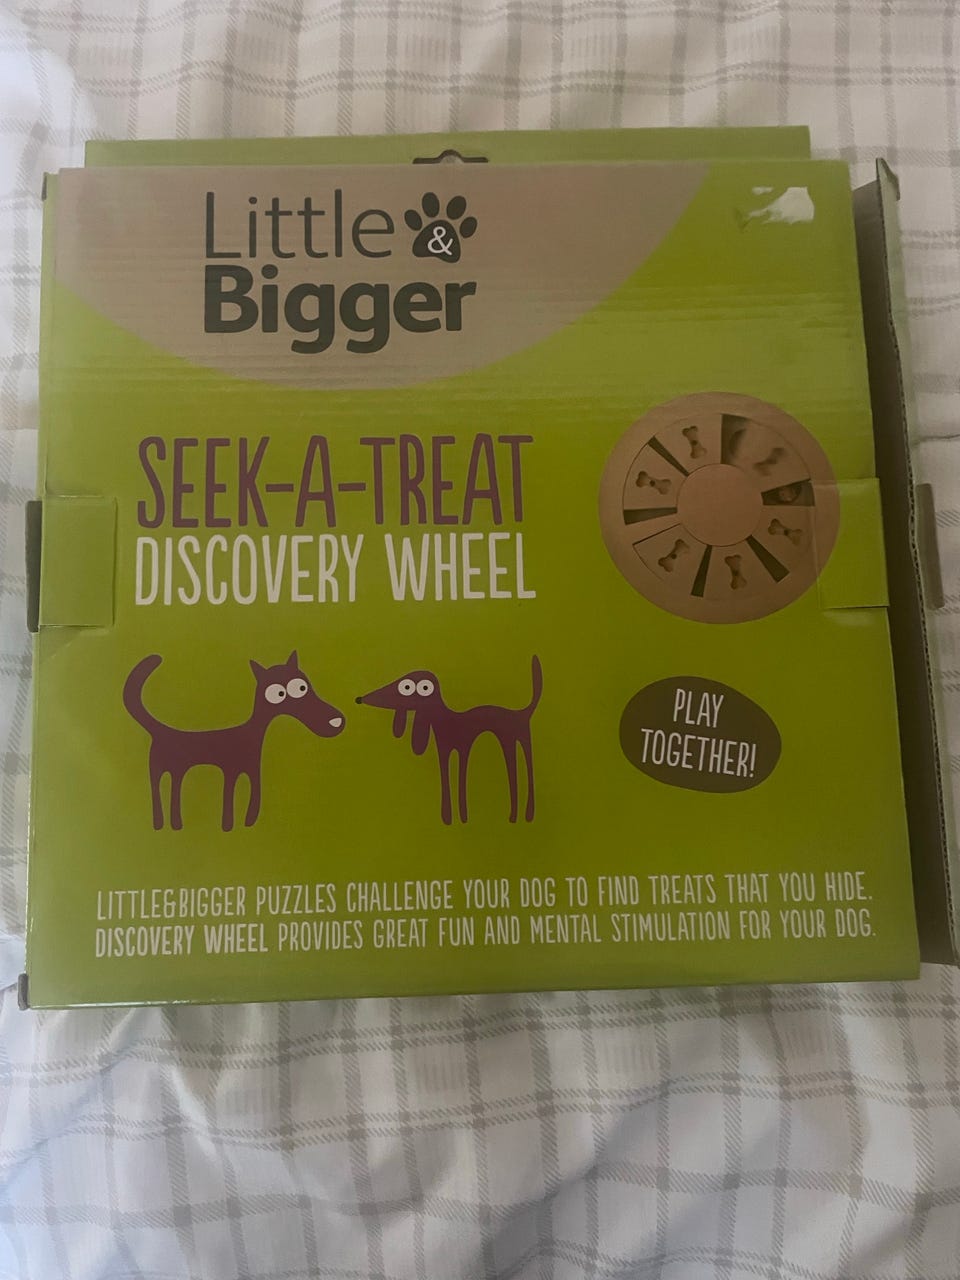 Little
&
Bigger
SEEK-A-TREAT
DISCOVERY WHEEL
PLAY
TOGETHER!
LITTLE&BIGGER PUZZLES CHALLENGE YOUR DOG TO FIND TREATS THAT YOU HIDE.
DISCOVERY WHEEL PROVIDES GREAT FUN AND MENTAL STIMULATION FOR YOUR DOG.